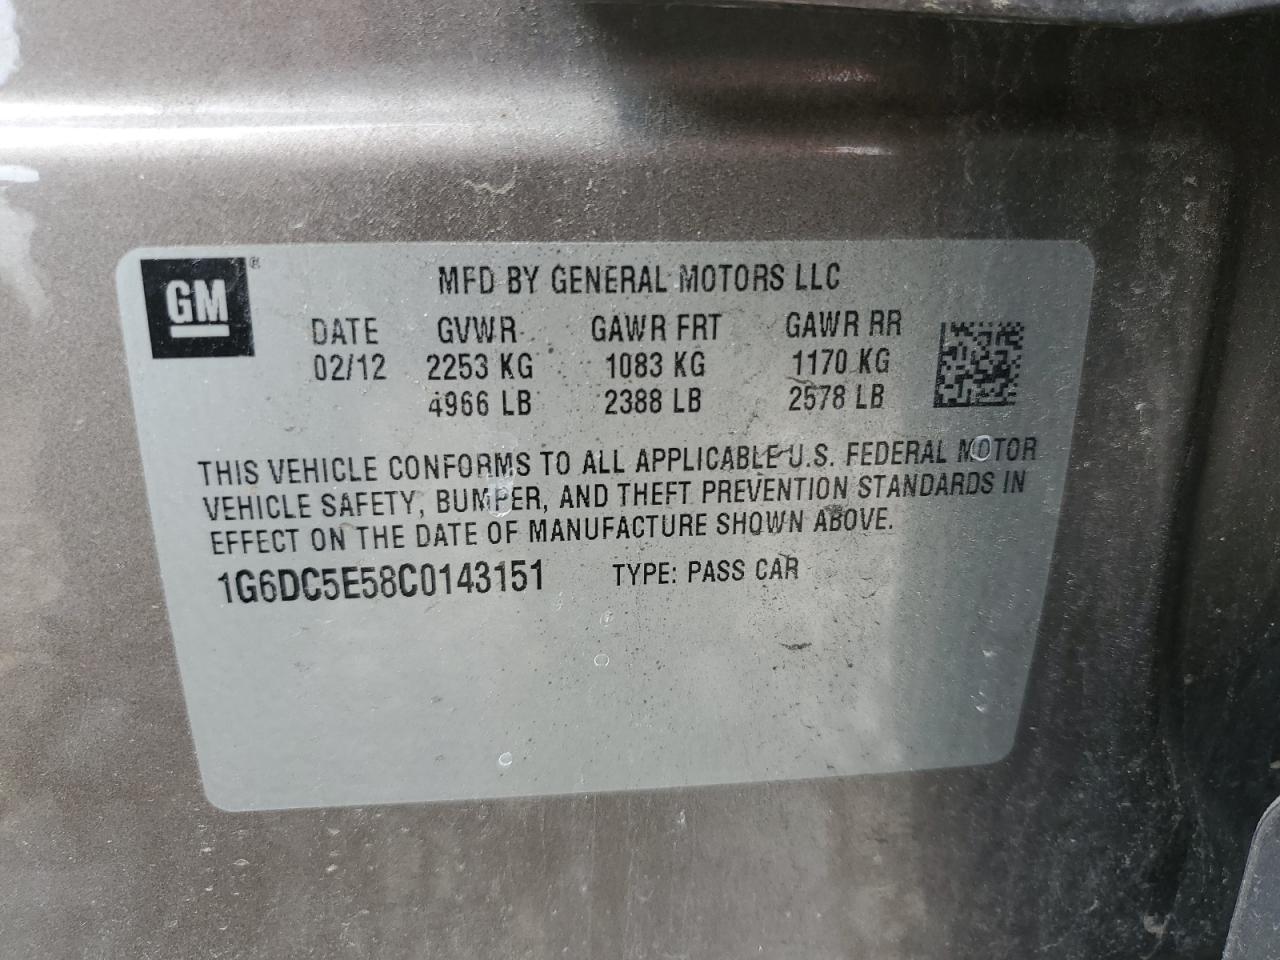 GM ®
MFD BY GENERAL MOTORS LLC
DATE GVWR GAWR FRT GAWR RR
02/12 2253 KG 1083 KG 1170 KG
4966 LB 2388 LB 2578 LB
THIS VEHICLE CONFORMS TO ALL APPLICABLE U.S. FEDERAL MOTOR
VEHICLE SAFETY, BUMPER, AND THEFT PREVENTION STANDARDS IN
EFFECT ON THE DATE OF MANUFACTURE SHOWN ABOVE.
1G6DC5E58C0143151 TYPE: PASS CAR